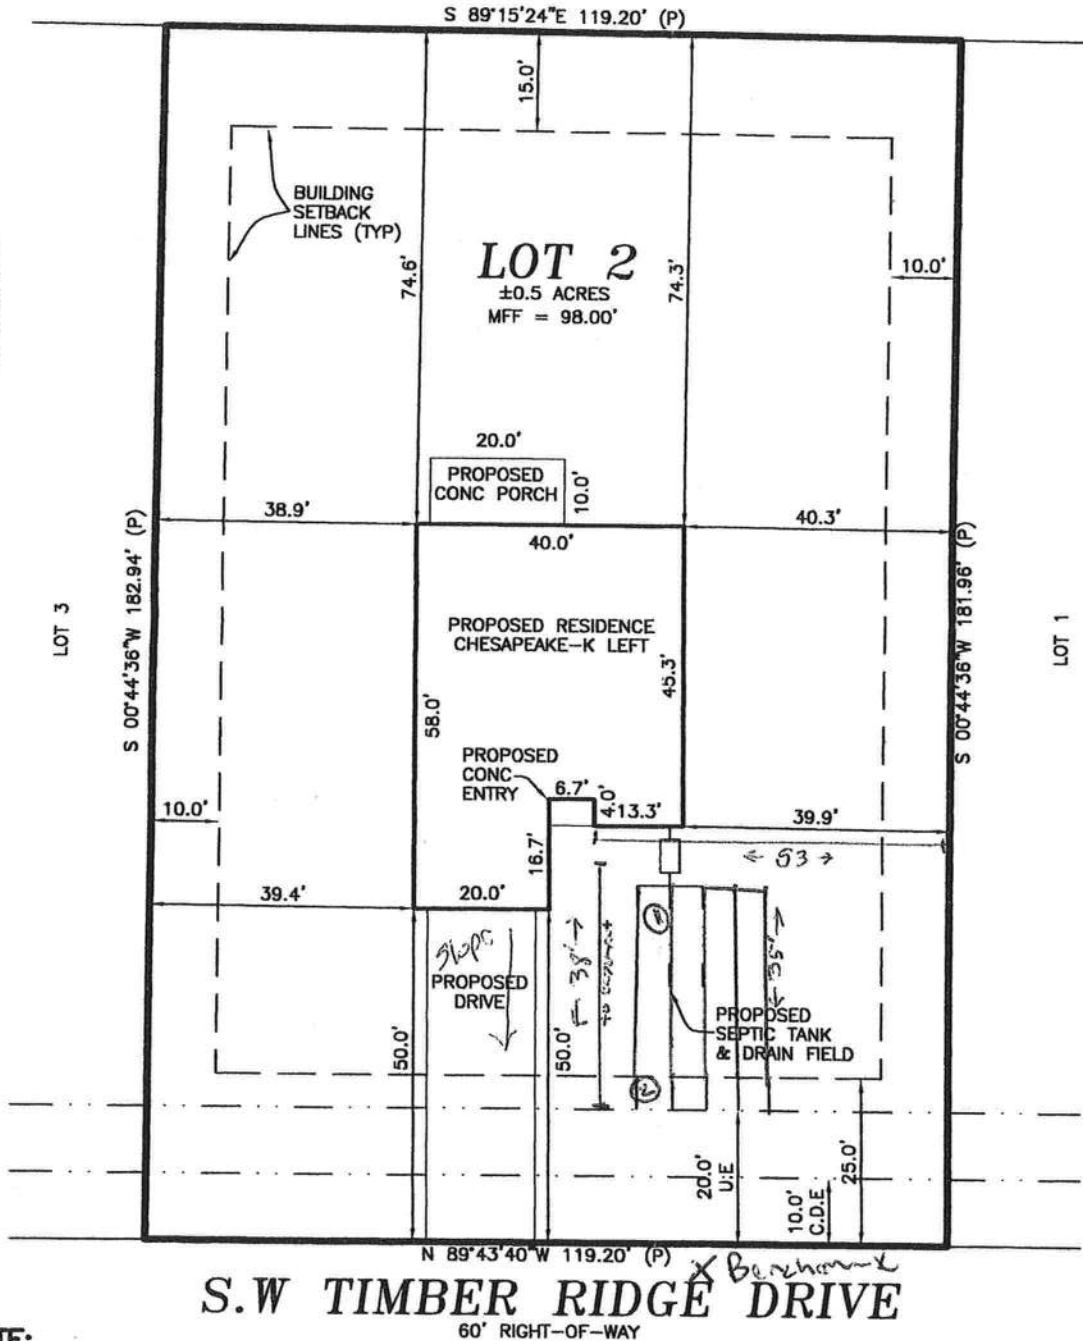 S 89°15'24"E 119.20' (P)
15.0'
BUILDING
SETBACK
LINES (TYP)
74.6'
LOT 2
±0.5 ACRES
MFF = 98.00'
74.3'
10.0'
20.0'
PROPOSED
CONC PORCH
10.0'
38.9'
40.3'
40.0'
S 00°44'36"W 182.94' (P)
S 00°44'36"W 181.96' (P)
LOT 3
LOT 1
PROPOSED RESIDENCE
CHESAPEAKE-K LEFT
58.0'
45.3'
PROPOSED
CONC
ENTRY
6.7'
4.0'
13.3'
10.0'
39.9'
16.7'
← 53 →
39.4'
20.0'
Slope
PROPOSED
DRIVE
← 38' →
① 
← 35' →
PROPOSED
SEPTIC TANK
& DRAIN FIELD
50.0'
50.0'
②
20.0'
U.E
10.0'
C.D.E
25.0'
N 89°43'40"W 119.20' (P)
X Benchmark
S.W TIMBER RIDGE DRIVE
60' RIGHT-OF-WAY